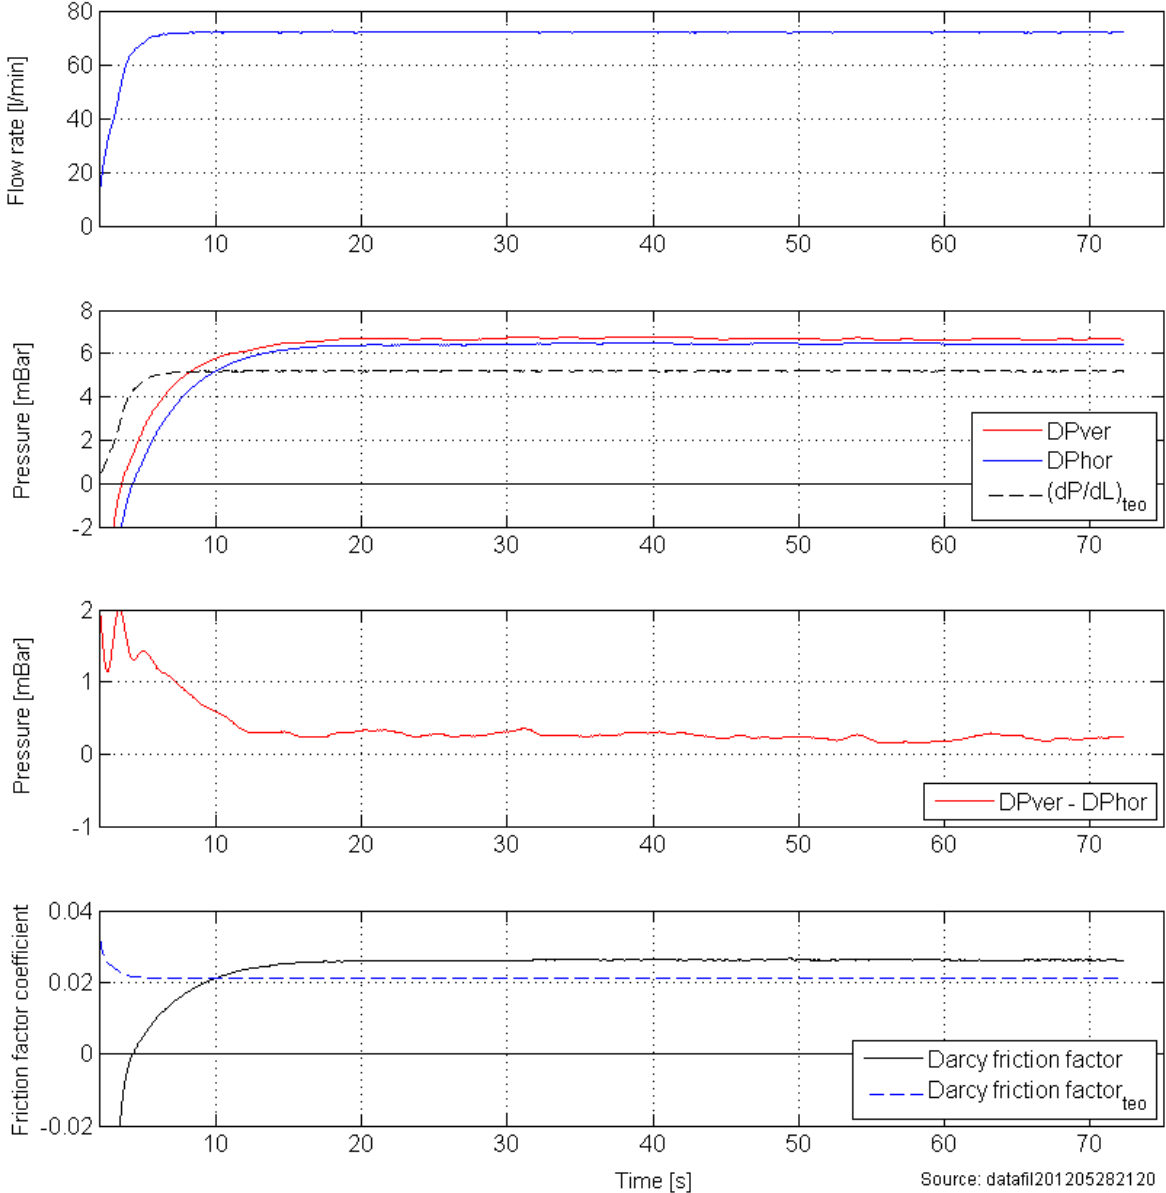 80
60
40
20
0
Flow rate [l/min]
10 20 30 40 50 60 70
8
6
4
2
0
-2
Pressure [mBar]
DPver
DPhor
(dP/dL)teo
10 20 30 40 50 60 70
2
1
0
-1
Pressure [mBar]
DPver - DPhor
10 20 30 40 50 60 70
0.04
0.02
0
-0.02
Friction factor coefficient
Darcy friction factor
Darcy friction factorteo
10 20 30 40 50 60 70
Time [s]
Source: datafil201205282120